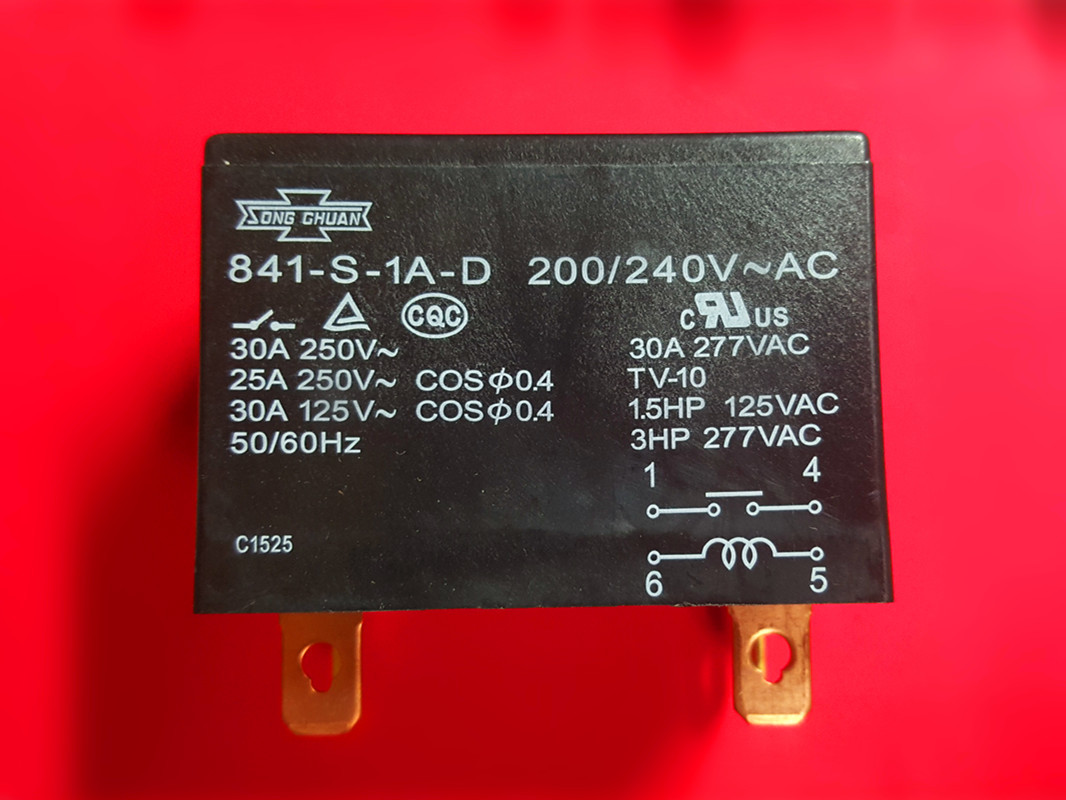 SONG CHUAN
841-S-1A-D 200/240V~AC
CQC
c RU US
30A 250V~
25A 250V~ COSϕ0.4
30A 125V~ COSϕ0.4
50/60Hz
30A 277VAC
TV-10
1.5HP 125VAC
3HP 277VAC
1 4
6 5
C1525